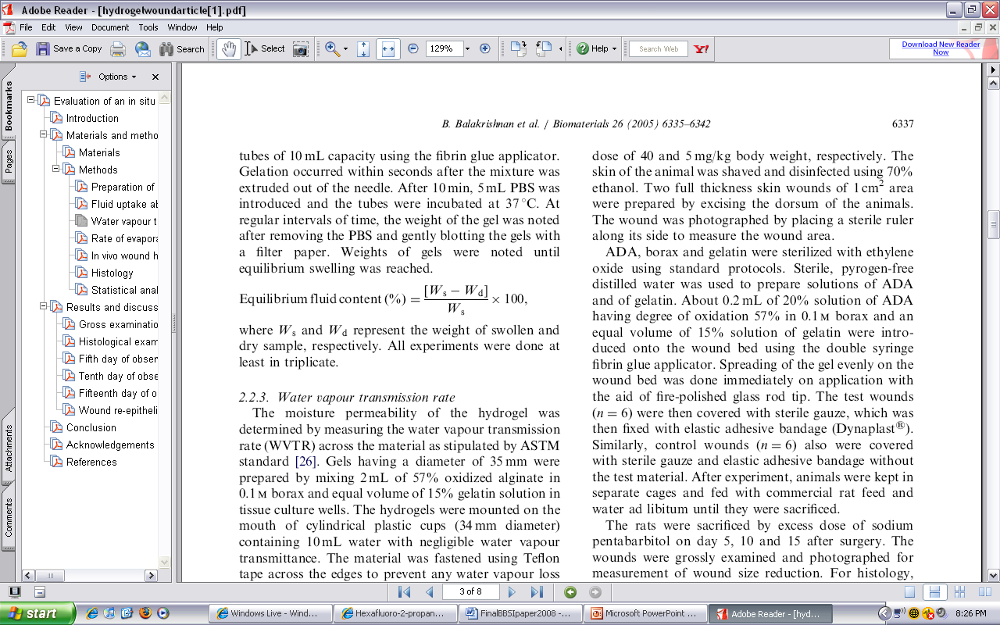 Adobe Reader - [hydrogelwoundarticle[1].pdf]
File Edit View Document Tools Window Help
Save a Copy Search Select 129% Help Search Web Y! Download New Reader
Now
Options
Bookmarks
Pages
Attachments
Comments
Evaluation of an in situ
Introduction
Materials and metho
Materials
Methods
Preparation of
Fluid uptake ab
Water vapour t
Rate of evapora
In vivo wound h
Histology
Statistical anal
Results and discuss
Gross examinatio
Histological exam
Fifth day of obser
Tenth day of obse
Fifteenth day of o
Wound re-epitheli
Conclusion
Acknowledgements
References
B. Balakrishnan et al. / Biomaterials 26 (2005) 6335–6342 6337
tubes of 10 mL capacity using the fibrin glue applicator.
Gelation occurred within seconds after the mixture was
extruded out of the needle. After 10 min, 5 mL PBS was
introduced and the tubes were incubated at 37 °C. At
regular intervals of time, the weight of the gel was noted
after removing the PBS and gently blotting the gels with
a filter paper. Weights of gels were noted until
equilibrium swelling was reached.
Equilibrium fluid content (%) = [Ws − Wd] / Ws × 100,
where Ws and Wd represent the weight of swollen and
dry sample, respectively. All experiments were done at
least in triplicate.
2.2.3. Water vapour transmission rate
The moisture permeability of the hydrogel was
determined by measuring the water vapour transmission
rate (WVTR) across the material as stipulated by ASTM
standard [26]. Gels having a diameter of 35 mm were
prepared by mixing 2 mL of 57% oxidized alginate in
0.1 M borax and equal volume of 15% gelatin solution in
tissue culture wells. The hydrogels were mounted on the
mouth of cylindrical plastic cups (34 mm diameter)
containing 10 mL water with negligible water vapour
transmittance. The material was fastened using Teflon
tape across the edges to prevent any water vapour loss
dose of 40 and 5 mg/kg body weight, respectively. The
skin of the animal was shaved and disinfected using 70%
ethanol. Two full thickness skin wounds of 1 cm² area
were prepared by excising the dorsum of the animals.
The wound was photographed by placing a sterile ruler
along its side to measure the wound area.
ADA, borax and gelatin were sterilized with ethylene
oxide using standard protocols. Sterile, pyrogen-free
distilled water was used to prepare solutions of ADA
and of gelatin. About 0.2 mL of 20% solution of ADA
having degree of oxidation 57% in 0.1 M borax and an
equal volume of 15% solution of gelatin were intro-
duced onto the wound bed using the double syringe
fibrin glue applicator. Spreading of the gel evenly on the
wound bed was done immediately on application with
the aid of fire-polished glass rod tip. The test wounds
(n = 6) were then covered with sterile gauze, which was
then fixed with elastic adhesive bandage (Dynaplast®).
Similarly, control wounds (n = 6) also were covered
with sterile gauze and elastic adhesive bandage without
the test material. After experiment, animals were kept in
separate cages and fed with commercial rat feed and
water ad libitum until they were sacrificed.
The rats were sacrificed by excess dose of sodium
pentabarbitol on day 5, 10 and 15 after surgery. The
wounds were grossly examined and photographed for
measurement of wound size reduction. For histology,
3 of 8
start Windows Live - Wind... Hexafluoro-2-propan... FinalBBSIpaper2008 -... Microsoft PowerPoint ... Adobe Reader - [hyd... 8:26 PM